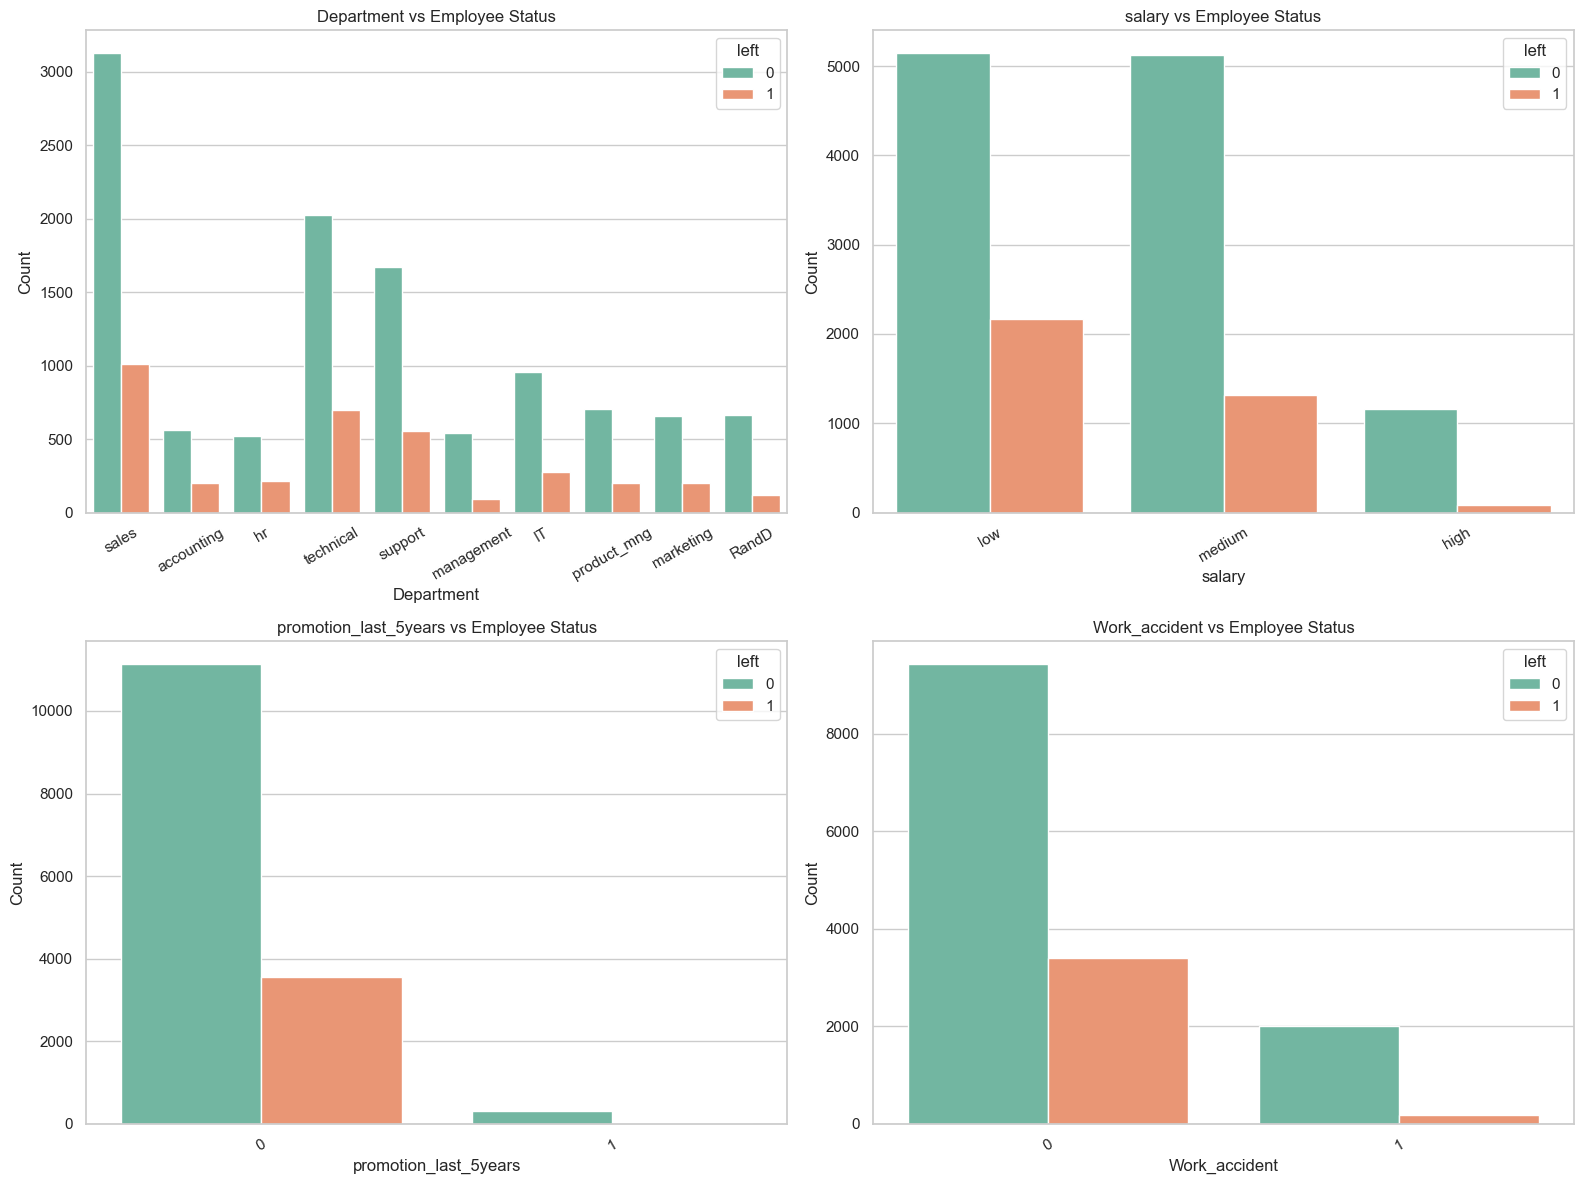 Department vs Employee Status
left
0
1
3000
2500
2000
1500
1000
500
0
Count
sales
accounting
hr
technical
support
management
IT
product_mng
marketing
RandD
Department
salary vs Employee Status
left
0
1
5000
4000
3000
2000
1000
0
Count
low
medium
high
salary
promotion_last_5years vs Employee Status
left
0
1
10000
8000
6000
4000
2000
0
Count
0
1
promotion_last_5years
Work_accident vs Employee Status
left
0
1
8000
6000
4000
2000
0
Count
0
1
Work_accident